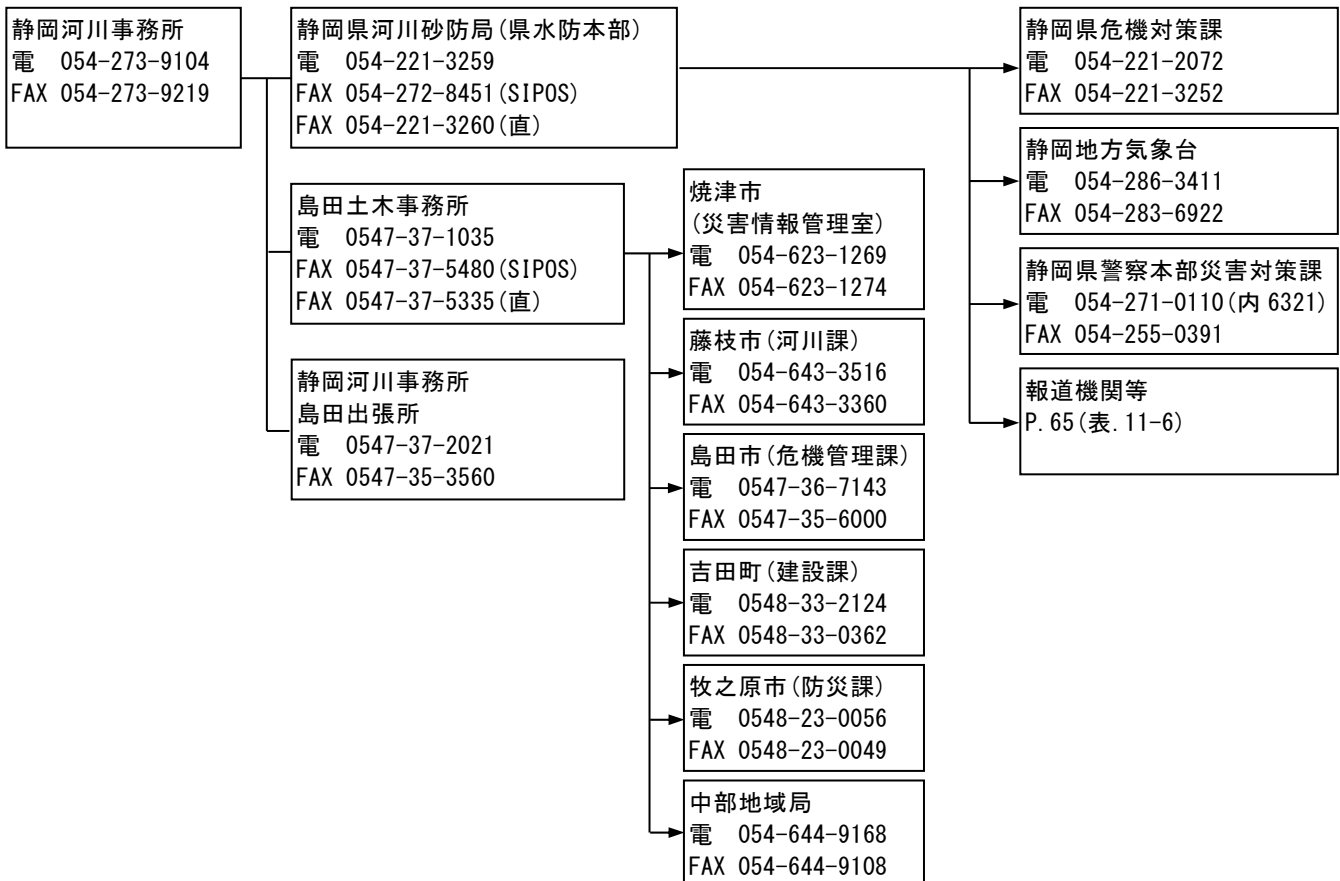 静岡河川事務所
電　054-273-9104
FAX 054-273-9219
静岡県河川砂防局(県水防本部)
電　054-221-3259
FAX 054-272-8451(SIPOS)
FAX 054-221-3260(直)
島田土木事務所
電　0547-37-1035
FAX 0547-37-5480(SIPOS)
FAX 0547-37-5335(直)
静岡河川事務所
島田出張所
電　0547-37-2021
FAX 0547-35-3560
焼津市
(災害情報管理室)
電　054-623-1269
FAX 054-623-1274
藤枝市(河川課)
電　054-643-3516
FAX 054-643-3360
島田市(危機管理課)
電　0547-36-7143
FAX 0547-35-6000
吉田町(建設課)
電　0548-33-2124
FAX 0548-33-0362
牧之原市(防災課)
電　0548-23-0056
FAX 0548-23-0049
中部地域局
電　054-644-9168
FAX 054-644-9108
静岡県危機対策課
電　054-221-2072
FAX 054-221-3252
静岡地方気象台
電　054-286-3411
FAX 054-283-6922
静岡県警察本部災害対策課
電　054-271-0110(内 6321)
FAX 054-255-0391
報道機関等
P.65(表.11-6)